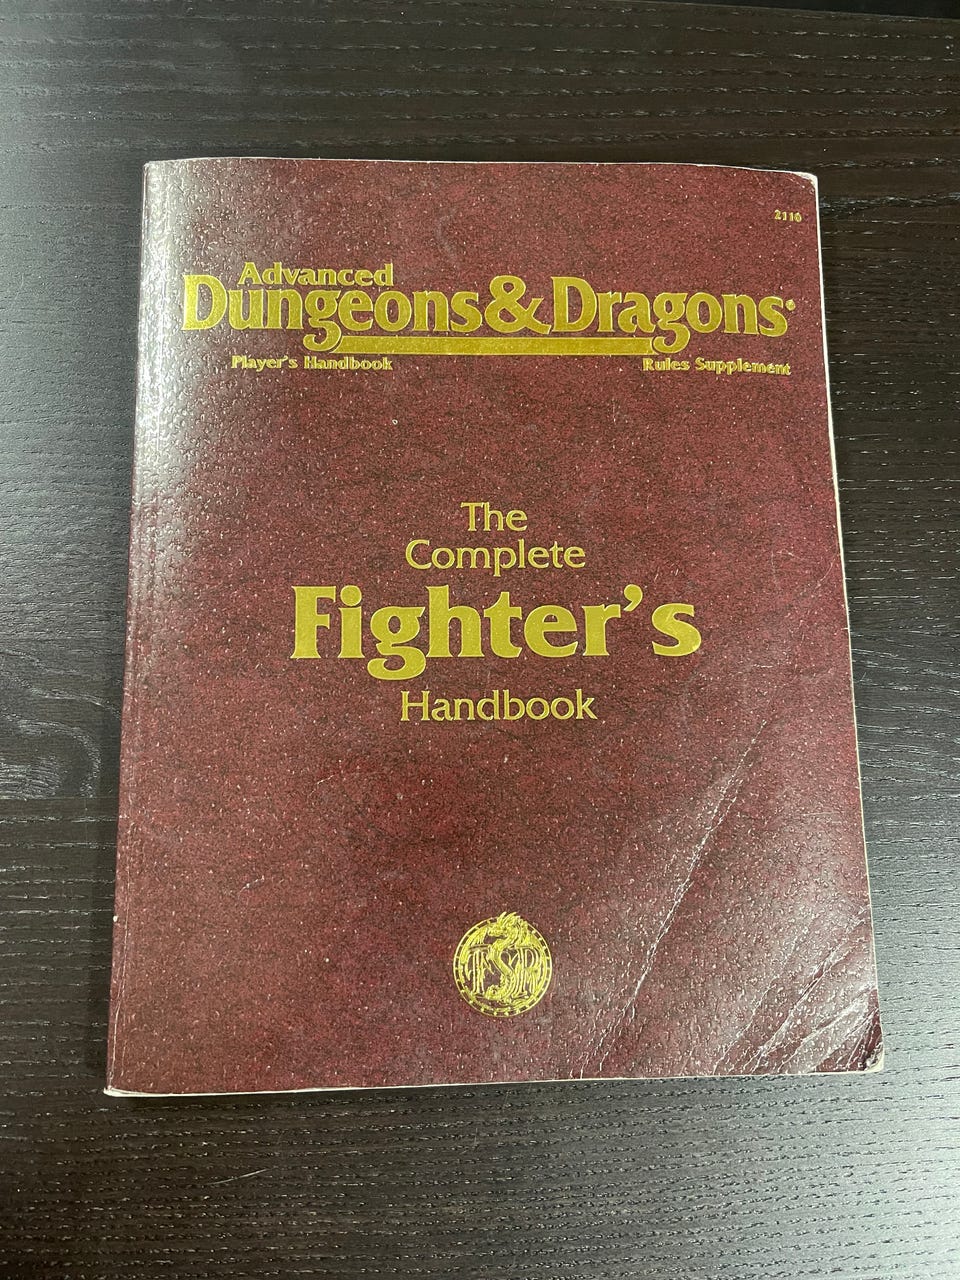 2110
Advanced
Dungeons & Dragons®
Player's Handbook Rules Supplement
The
Complete
Fighter's
Handbook
TSR